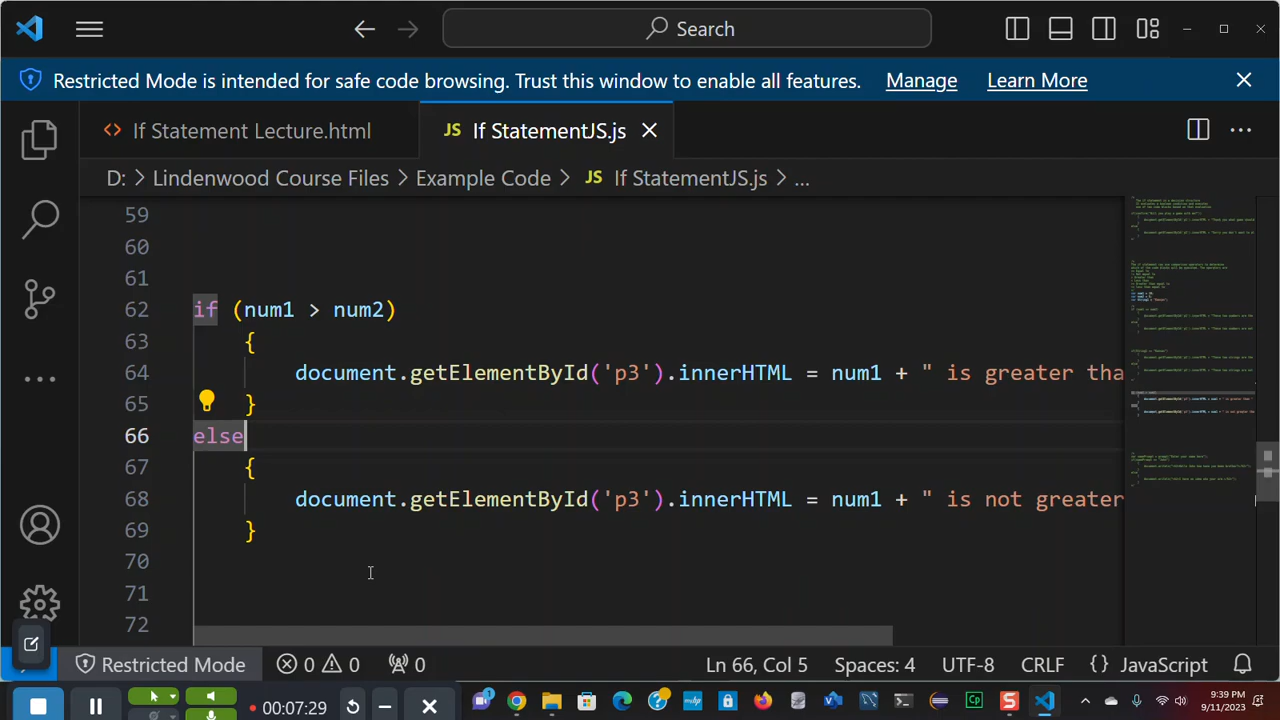 Search
Restricted Mode is intended for safe code browsing. Trust this window to enable all features. Manage Learn More
If Statement Lecture.html JS If StatementJS.js
D: > Lindenwood Course Files > Example Code > JS If StatementJS.js > ...
59
60
61
62 if (num1 > num2)
63 {
64 document.getElementById('p3').innerHTML = num1 + " is greater tha
65 }
66 else
67 {
68 document.getElementById('p3').innerHTML = num1 + " is not greater
69 }
70
71
72
Restricted Mode 0 0 0 Ln 66, Col 5 Spaces: 4 UTF-8 CRLF {} JavaScript
00:07:29
9:39 PM
9/11/2023